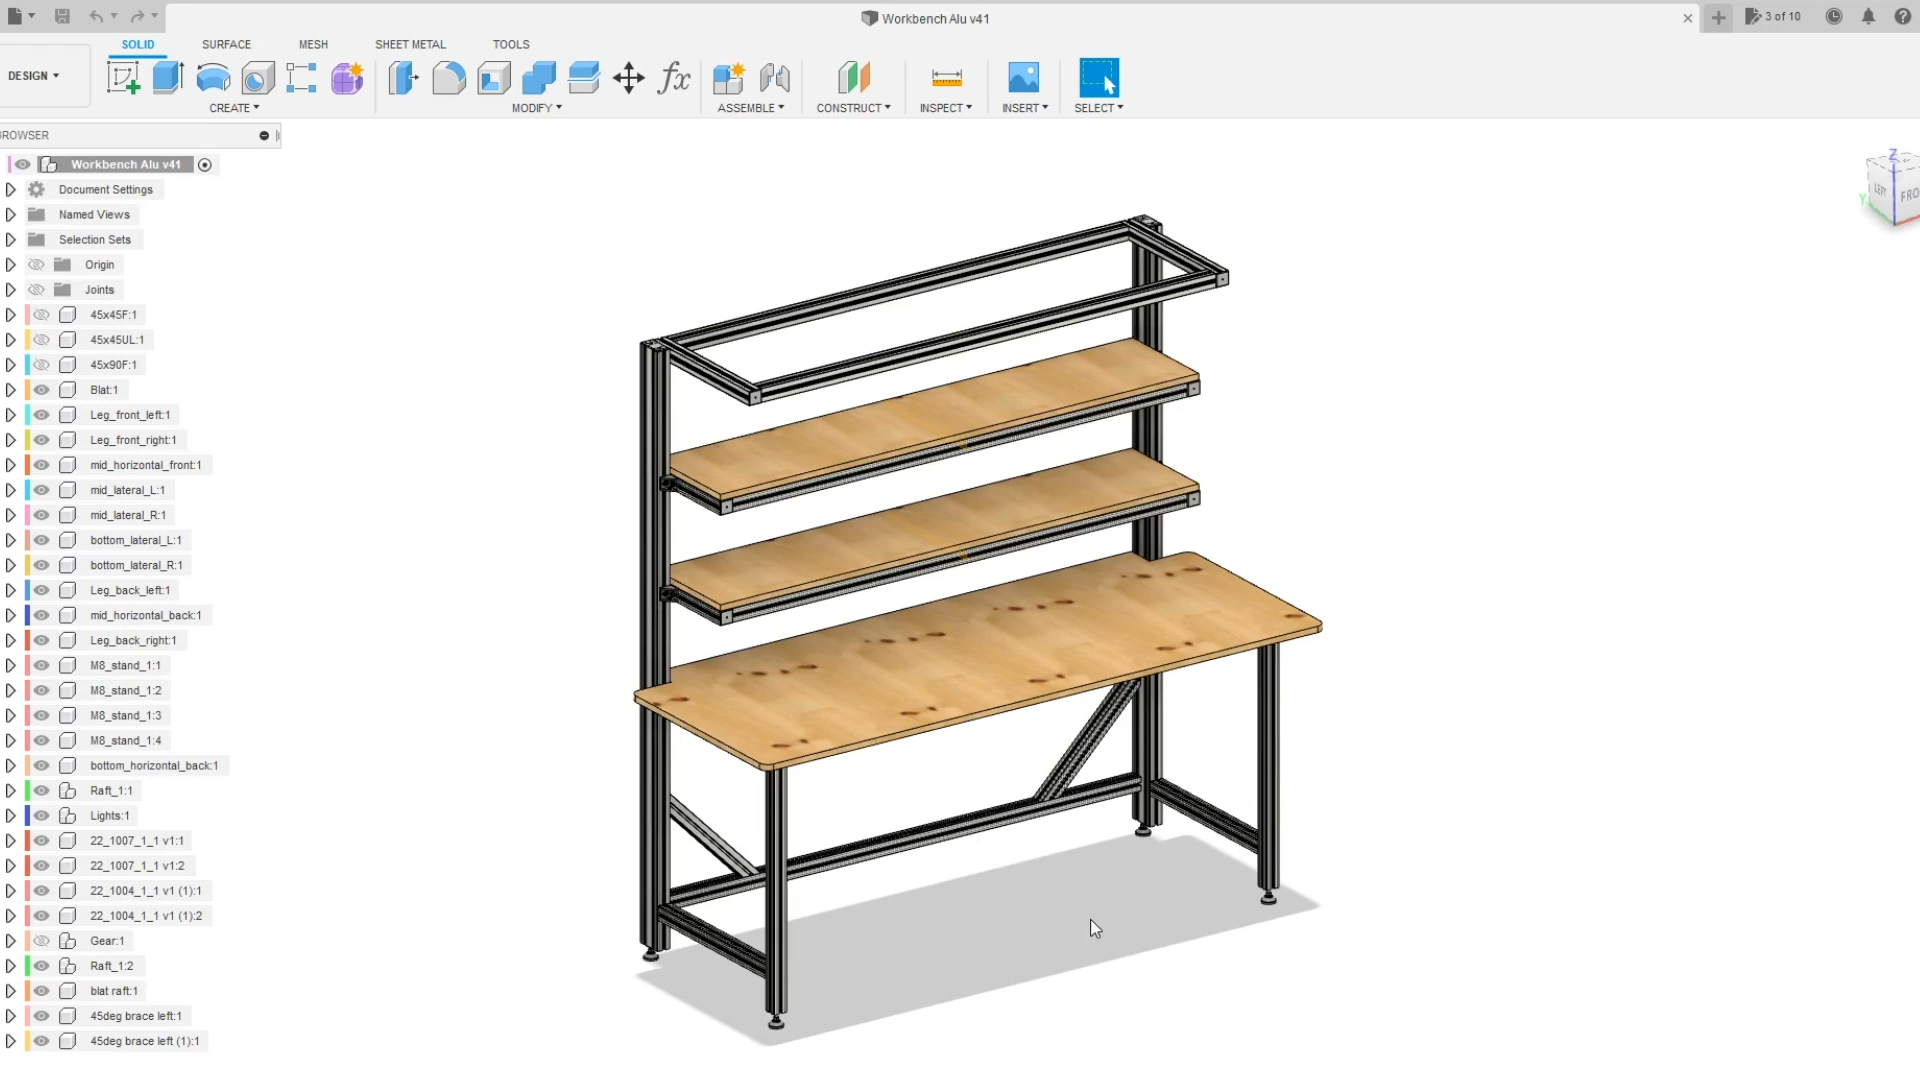 Workbench Alu v41
3 of 10
SOLID
SURFACE
MESH
SHEET METAL
TOOLS
DESIGN
fx
CREATE
MODIFY
ASSEMBLE
CONSTRUCT
INSPECT
INSERT
SELECT
ROWSER
Workbench Alu v41
Document Settings
Named Views
Selection Sets
Origin
Joints
45x45F:1
45x45UL:1
45x90F:1
Blat:1
Leg_front_left:1
Leg_front_right:1
mid_horizontal_front:1
mid_lateral_L:1
mid_lateral_R:1
bottom_lateral_L:1
bottom_lateral_R:1
Leg_back_left:1
mid_horizontal_back:1
Leg_back_right:1
M8_stand_1:1
M8_stand_1:2
M8_stand_1:3
M8_stand_1:4
bottom_horizontal_back:1
Raft_1:1
Lights:1
22_1007_1_1 v1:1
22_1007_1_1 v1:2
22_1004_1_1 v1 (1):1
22_1004_1_1 v1 (1):2
Gear:1
Raft_1:2
blat raft:1
45deg brace left:1
45deg brace left (1):1
Z
Y
LEFT
FRO